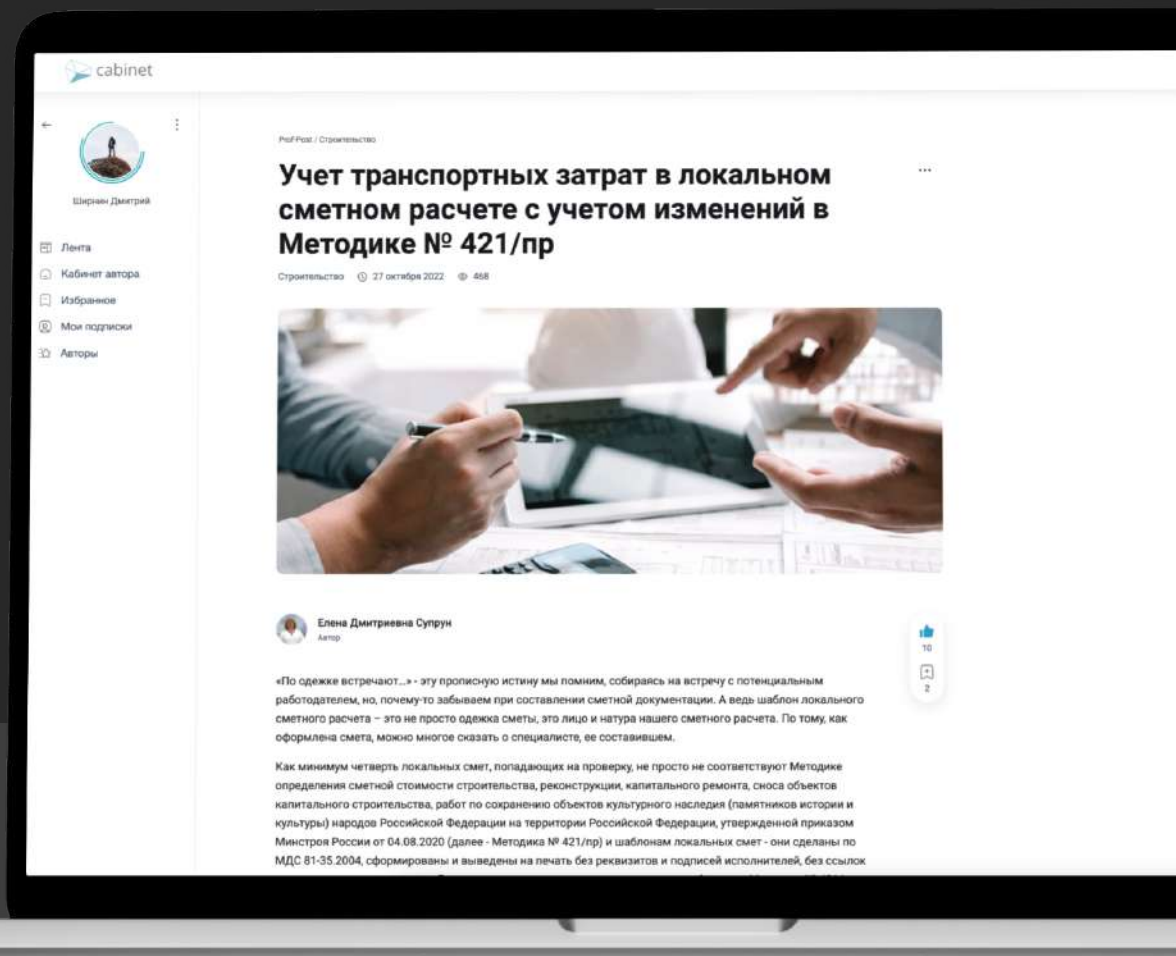 cabinet
Ширнин Дмитрий
Лента
Кабинет автора
Избранное
Мои подписки
Авторы
Prof Post / Строительство
Учет транспортных затрат в локальном
сметном расчете с учетом изменений в
Методике № 421/пр
Строительство 27 октября 2022 468
Елена Дмитриевна Супрун
Автор
10
2
«По одежке встречают...» - эту прописную истину мы помним, собираясь на встречу с потенциальным
работодателем, но, почему-то забываем при составлении сметной документации. А ведь шаблон локального
сметного расчета – это не просто одежка сметы, это лицо и натура нашего сметного расчета. По тому, как
оформлена смета, можно многое сказать о специалисте, ее составившем.
Как минимум четверть локальных смет, попадающих на проверку, не просто не соответствуют Методике
определения сметной стоимости строительства, реконструкции, капитального ремонта, сноса объектов
капитального строительства, работ по сохранению объектов культурного наследия (памятников истории и
культуры) народов Российской Федерации на территории Российской Федерации, утвержденной приказом
Минстроя России от 04.08.2020 (далее - Методика № 421/пр) и шаблонам локальных смет - они сделаны по
МДС 81-35.2004, сформированы и выведены на печать без реквизитов и подписей исполнителей, без ссылок